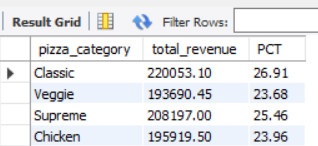 Result Grid Filter Rows:
pizza_category total_revenue PCT
Classic 220053.10 26.91
Veggie 193690.45 23.68
Supreme 208197.00 25.46
Chicken 195919.50 23.96